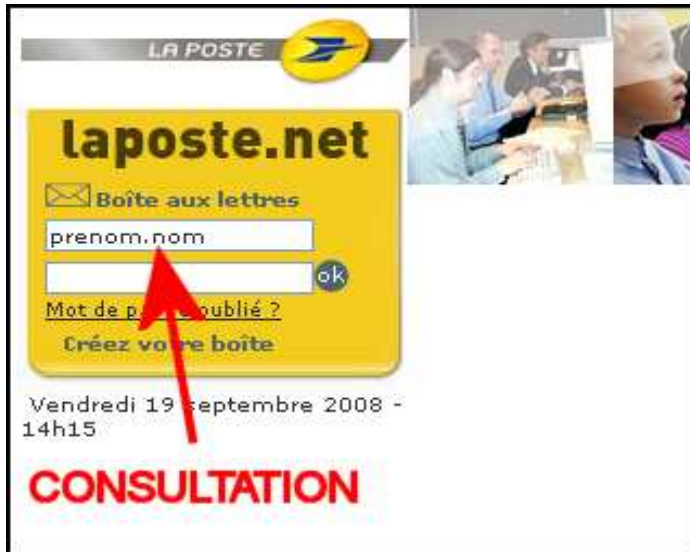 LA POSTE
laposte.net
Boîte aux lettres
prenom.nom
ok
Mot de p oublié ?
Créez votre boîte
Vendredi 19 septembre 2008 -
14h15
CONSULTATION